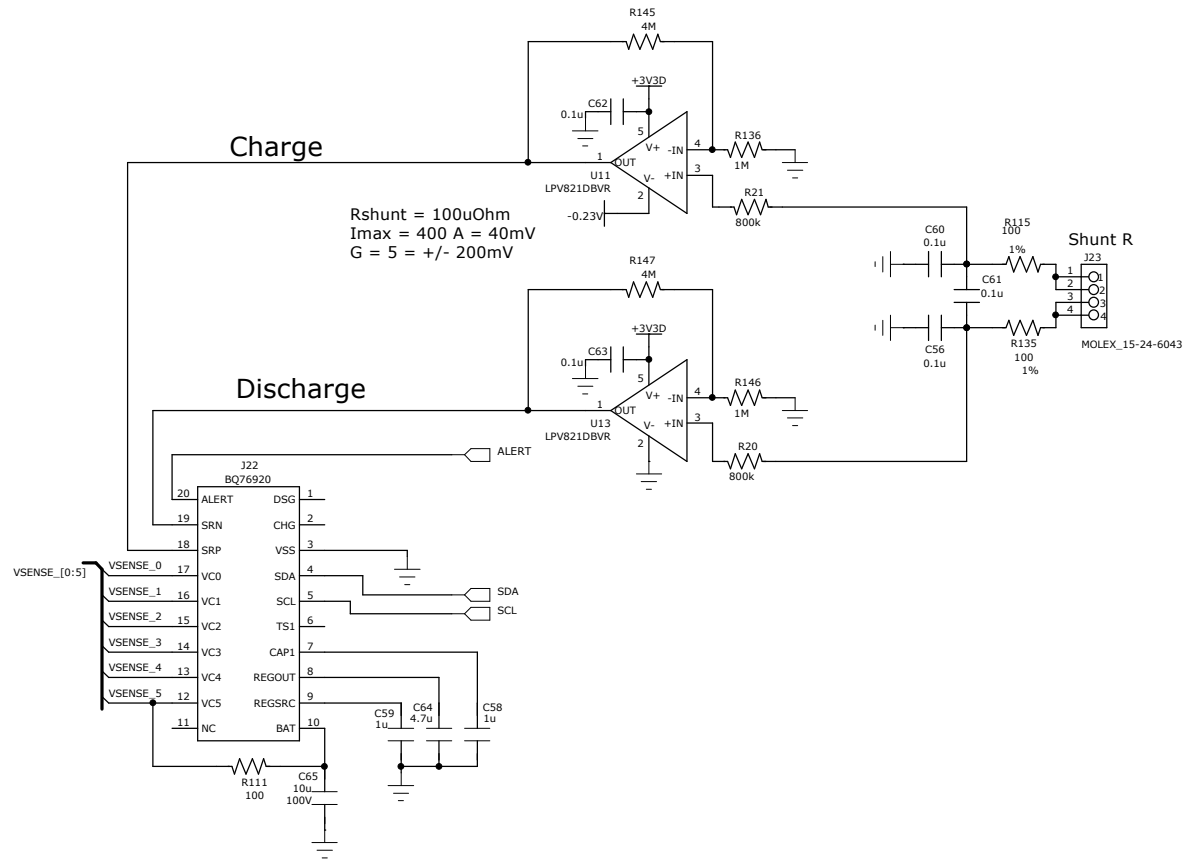 R145
4M
+3V3D
C62
0.1u
5
V+
-IN
4
R136
1M
Charge
1
OUT
U11
LPV821DBVR
V-
+IN
3
2
-0.23V
R21
800k
Rshunt = 100uOhm
Imax = 400 A = 40mV
G = 5 = +/- 200mV
C60
0.1u
R115
100
1%
Shunt R
J23
1
1
2
2
3
3
4
4
C61
0.1u
C56
0.1u
R135
100
1%
MOLEX_15-24-6043
R147
4M
+3V3D
C63
0.1u
5
V+
-IN
4
R146
1M
Discharge
1
OUT
U13
LPV821DBVR
V-
+IN
3
2
R20
800k
ALERT
J22
BQ76920
20
ALERT
DSG
1
19
SRN
CHG
2
18
SRP
VSS
3
VSENSE_[0:5]
VSENSE_0
17
VC0
SDA
4
SDA
VSENSE_1
16
VC1
SCL
5
SCL
VSENSE_2
15
VC2
TS1
6
VSENSE_3
14
VC3
CAP1
7
VSENSE_4
13
VC4
REGOUT
8
VSENSE_5
12
VC5
REGSRC
9
11
NC
BAT
10
C59
1u
C64
4.7u
C58
1u
R111
100
C65
10u
100V